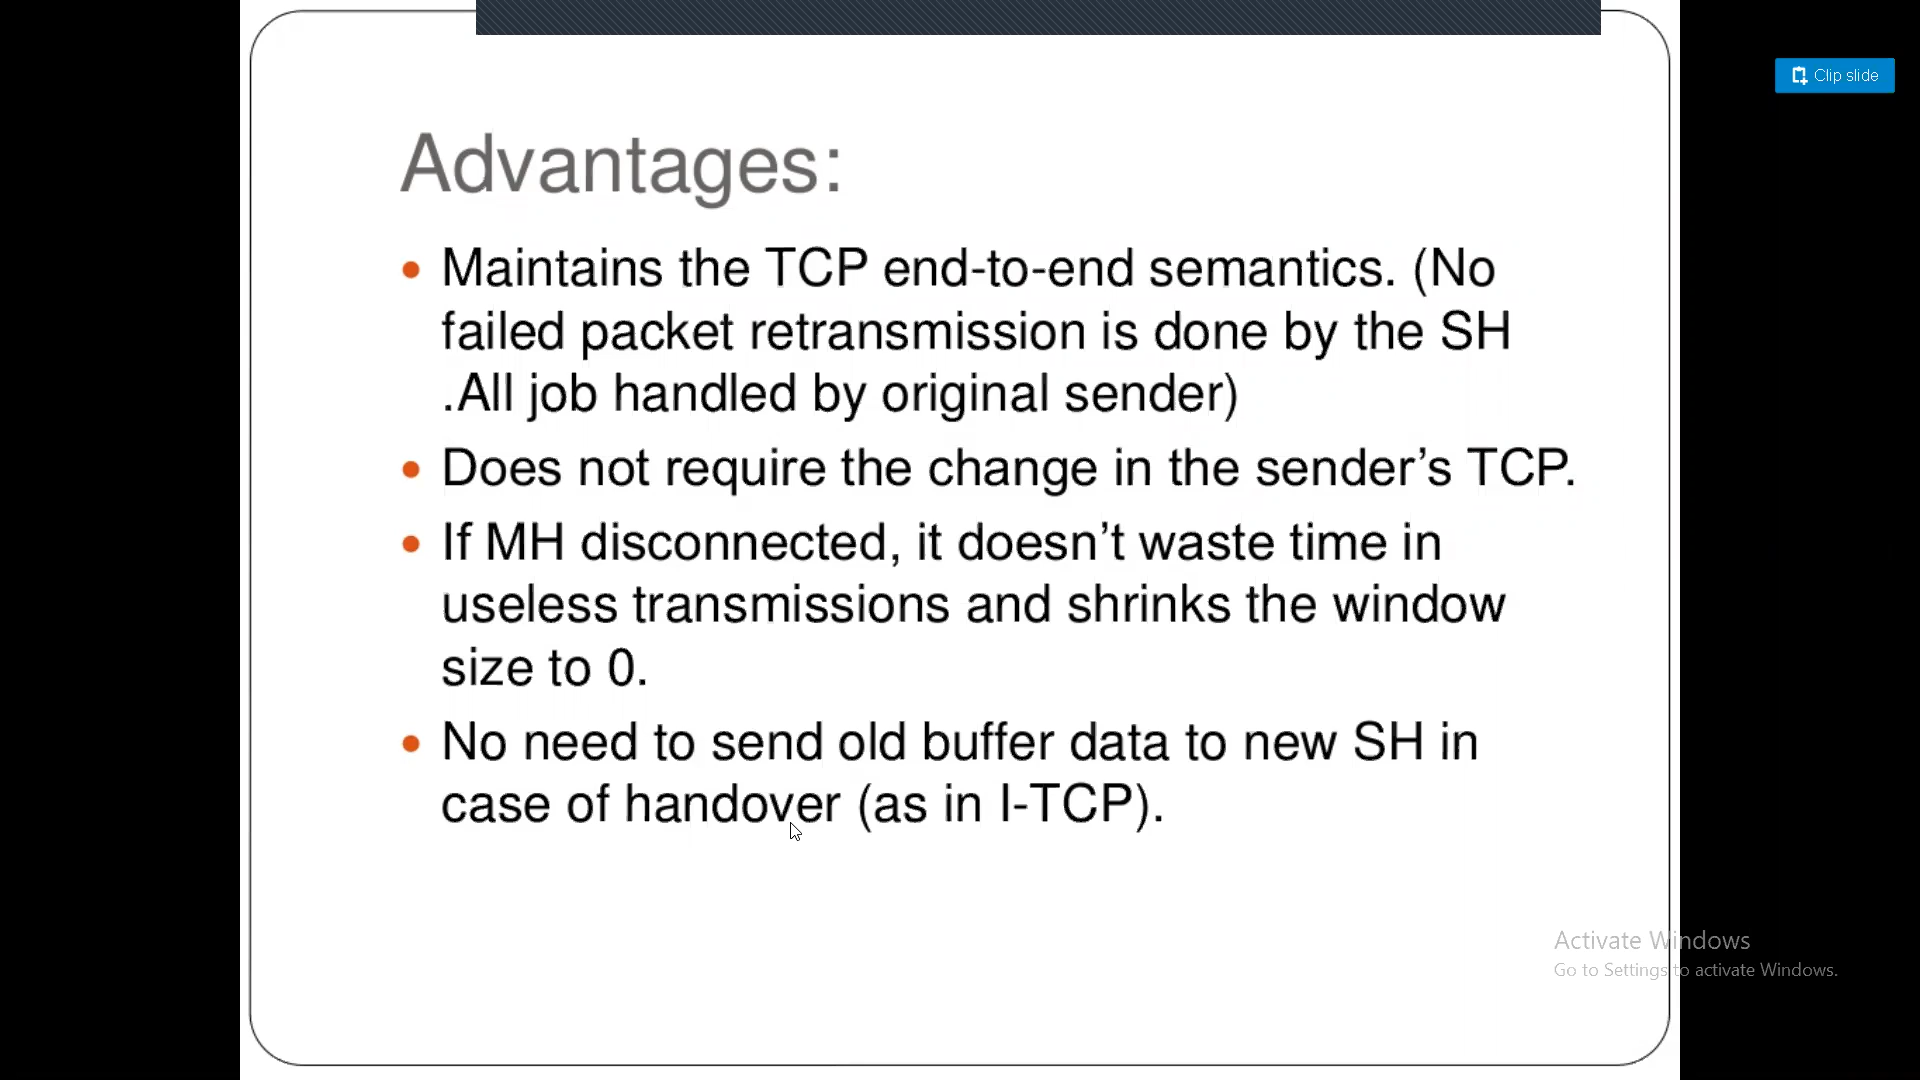 Clip slide
Advantages:
• Maintains the TCP end-to-end semantics. (No
failed packet retransmission is done by the SH
.All job handled by original sender)
• Does not require the change in the sender’s TCP.
• If MH disconnected, it doesn’t waste time in
useless transmissions and shrinks the window
size to 0.
• No need to send old buffer data to new SH in
case of handover (as in I-TCP).
Activate Windows
Go to Settings to activate Windows.